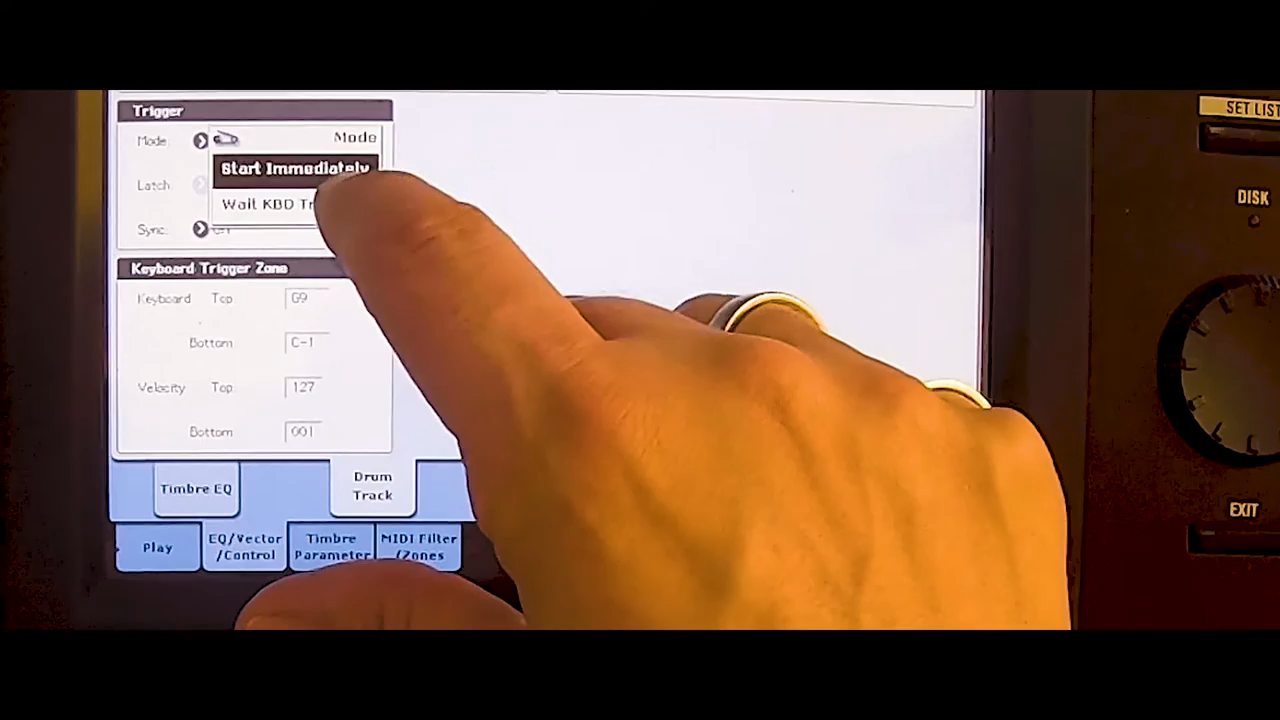 Trigger
Mode
Mode
Start Immediately
Latch
Wait KBD
Sync
Keyboard Trigger Zone
Keyboard Top G9
Bottom C-1
Velocity Top 127
Bottom 001
Timbre EQ
Drum
Track
Play
EQ/Vector
/Control
Timbre
Parameter
MIDI Filter
/Zones
SET LIST
DISK
EXIT